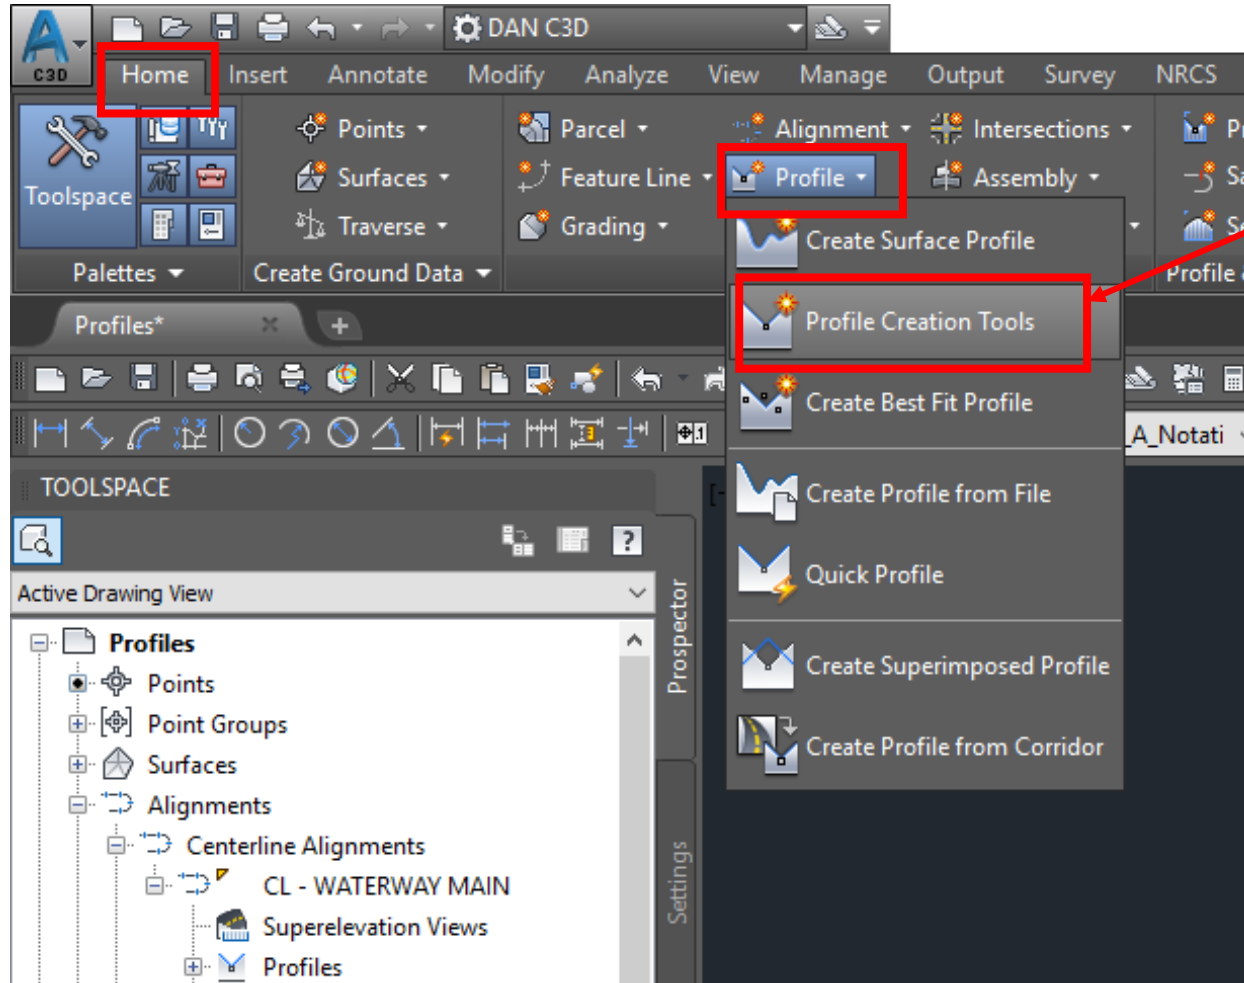 DAN C3D
C3D
Home Insert Annotate Modify Analyze View Manage Output Survey NRCS
Points Parcel Alignment Intersections
Toolspace Surfaces Feature Line Profile Assembly
Traverse Grading
Palettes Create Ground Data Profile
Create Surface Profile
Profile Creation Tools
Create Best Fit Profile
Create Profile from File
Quick Profile
Create Superimposed Profile
Create Profile from Corridor
Profiles*
_A_Notati
TOOLSPACE
Active Drawing View
Prospector
Settings
Profiles
Points
Point Groups
Surfaces
Alignments
Centerline Alignments
CL - WATERWAY MAIN
Superelevation Views
Profiles